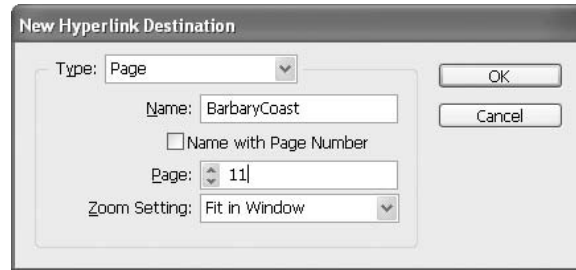 New Hyperlink Destination
Type: Page
OK
Name: BarbaryCoast
Cancel
Name with Page Number
Page: 11
Zoom Setting: Fit in Window